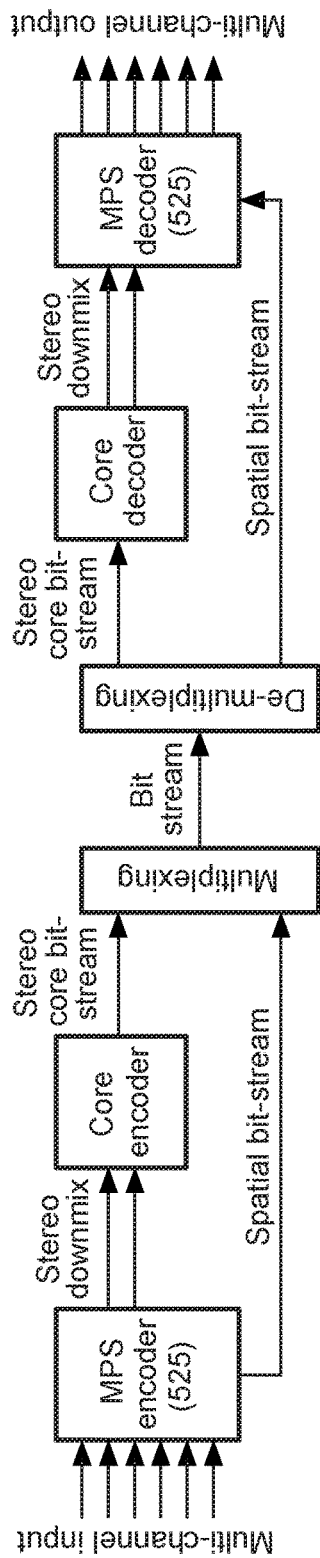 Multi-channel input
MPS
encoder
(525)
Stereo
downmix
Core
encoder
Stereo
core bit-
stream
Spatial bit-stream
Multiplexing
Bit
stream
De-multiplexing
Stereo
core bit-
stream
Core
decoder
Stereo
downmix
Spatial bit-stream
MPS
decoder
(525)
Multi-channel output